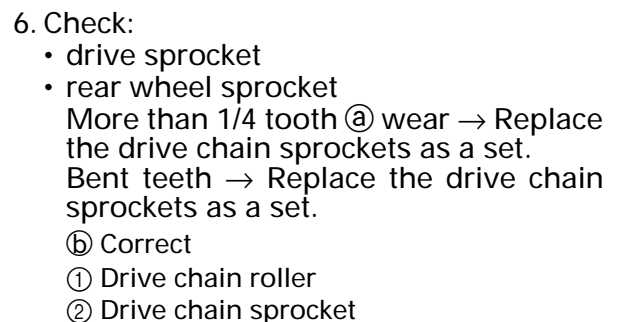 6. Check:
• drive sprocket
• rear wheel sprocket
More than 1/4 tooth ⓐ wear → Replace
the drive chain sprockets as a set.
Bent teeth → Replace the drive chain
sprockets as a set.
ⓑ Correct
① Drive chain roller
② Drive chain sprocket